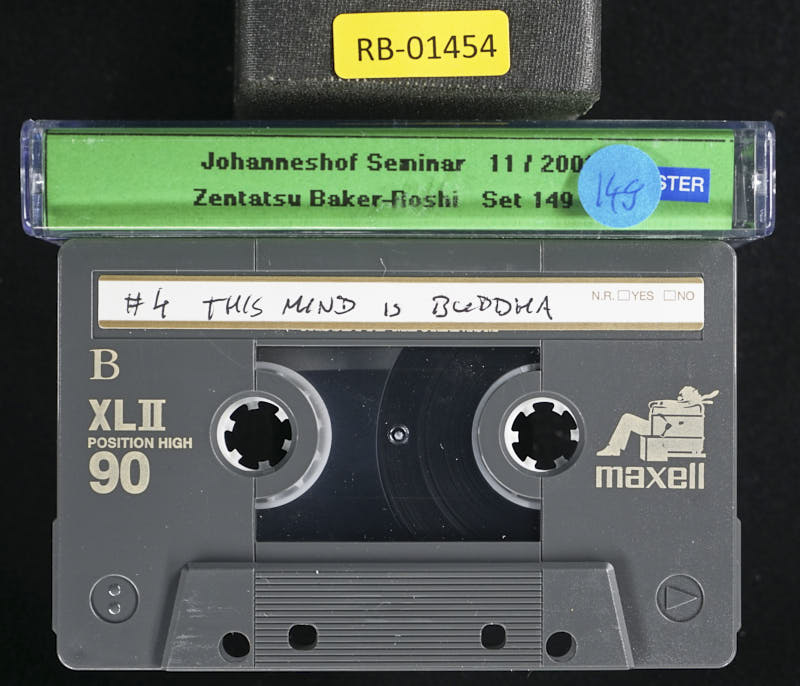 RB-01454
Johanneshof Seminar 11 / 200
Zentatsu Baker-Roshi Set 149
149
STER
#4 THIS MIND IS BUDDHA
N.R. YES NO
B
XLII
POSITION HIGH
90
maxell